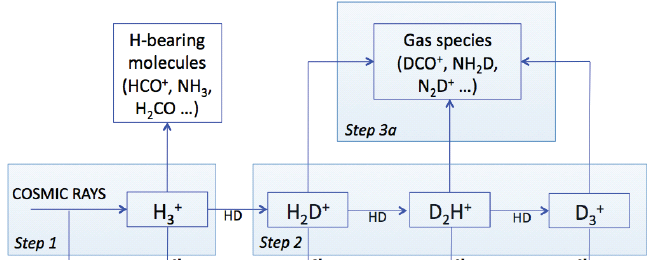 H-bearing
molecules
(HCO⁺, NH₃,
H₂CO ...)
Gas species
(DCO⁺, NH₂D,
N₂D⁺ ...)
Step 3a
COSMIC RAYS
H₃⁺
HD
H₂D⁺
HD
D₂H⁺
HD
D₃⁺
Step 1
Step 2